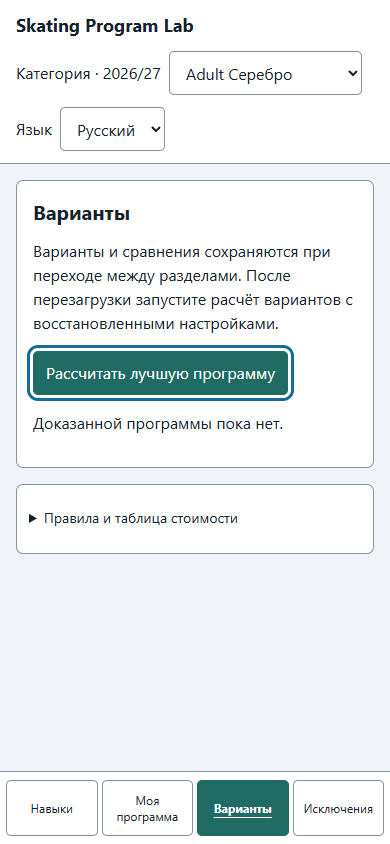 Skating Program Lab
Категория · 2026/27
Adult Серебро
Язык
Русский
Варианты
Варианты и сравнения сохраняются при
переходе между разделами. После
перезагрузки запустите расчёт вариантов с
восстановленными настройками.
Рассчитать лучшую программу
Доказанной программы пока нет.
Правила и таблица стоимости
Навыки
Моя
программа
Варианты
Исключения